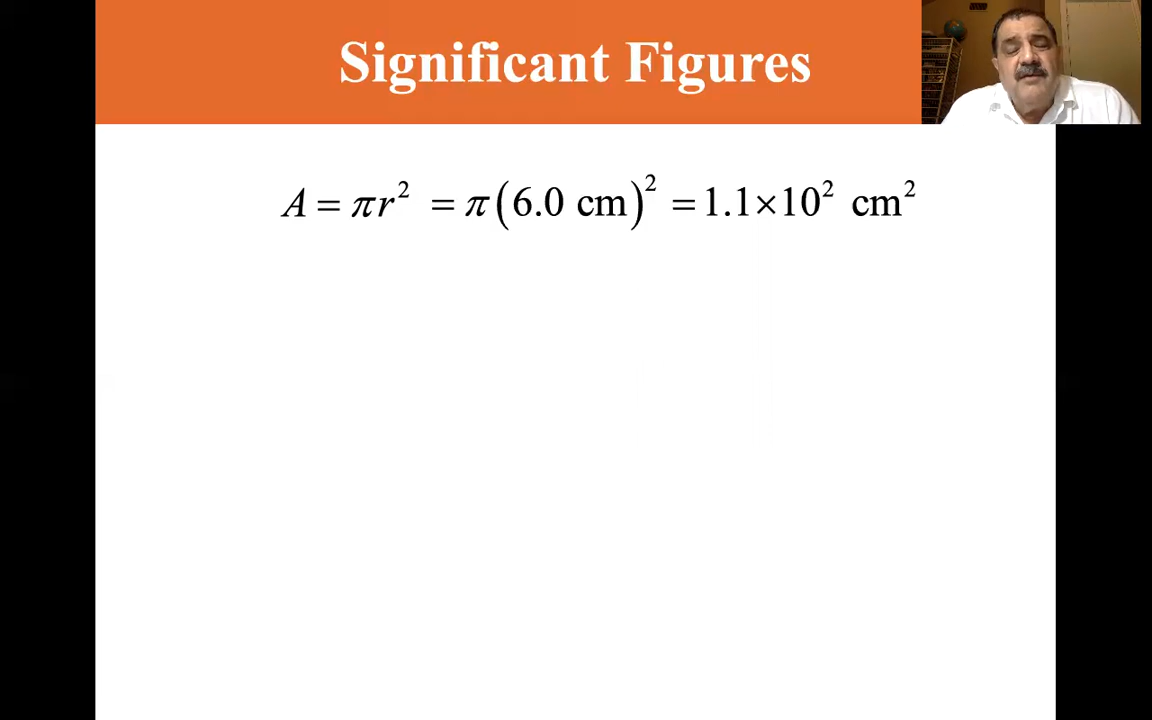 Significant Figures
A = πr² = π(6.0 cm)² = 1.1×10² cm²